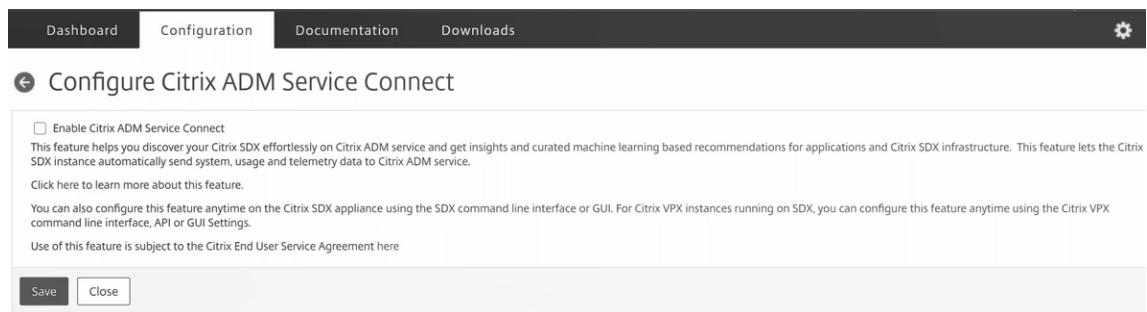 Dashboard Configuration Documentation Downloads
Configure Citrix ADM Service Connect
Enable Citrix ADM Service Connect
This feature helps you discover your Citrix SDX effortlessly on Citrix ADM service and get insights and curated machine learning based recommendations for applications and Citrix SDX infrastructure. This feature lets the Citrix
SDX instance automatically send system, usage and telemetry data to Citrix ADM service.
Click here to learn more about this feature.
You can also configure this feature anytime on the Citrix SDX appliance using the SDX command line interface or GUI. For Citrix VPX instances running on SDX, you can configure this feature anytime using the Citrix VPX
command line interface, API or GUI Settings.
Use of this feature is subject to the Citrix End User Service Agreement here
Save Close